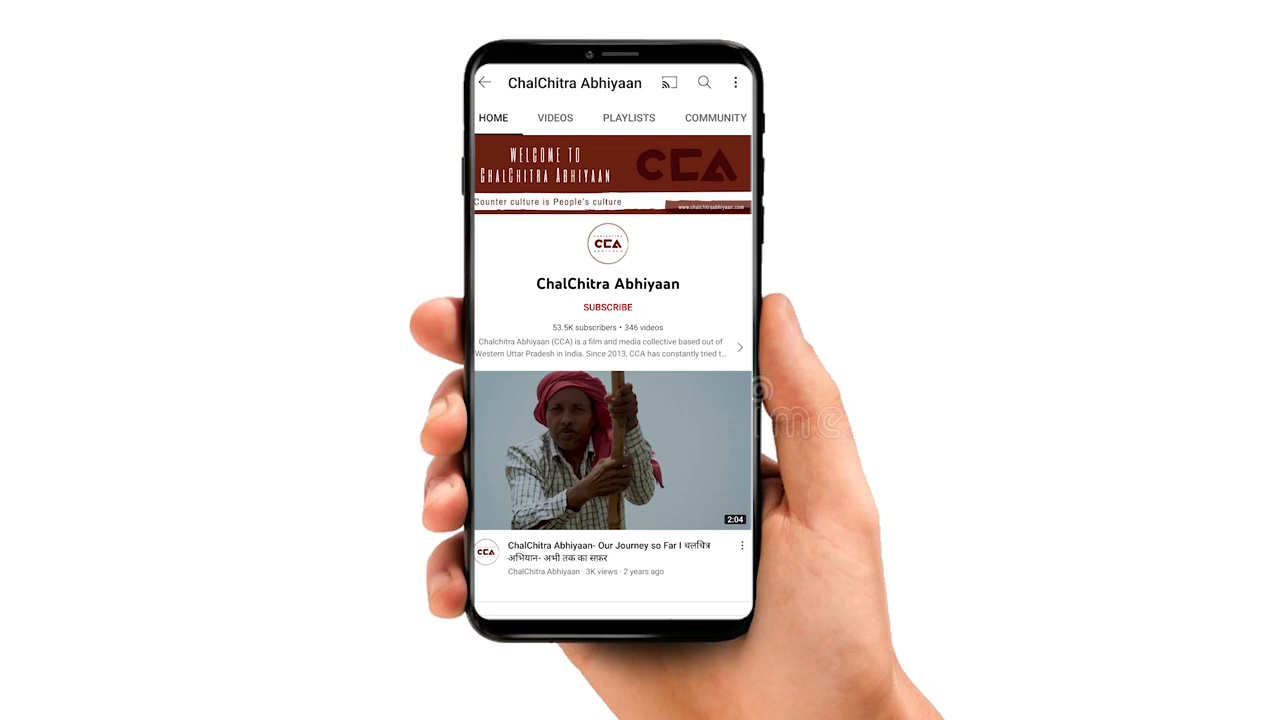 ChalChitra Abhiyaan
HOME VIDEOS PLAYLISTS COMMUNITY
WELCOME TO
CHALCHITRA ABHIYAAN
CCA
Counter culture is People's culture
www.chalchitraabhiyaan.com
CCA
ChalChitra Abhiyaan
SUBSCRIBE
53.5K subscribers • 346 videos
Chalchitra Abhiyaan (CCA) is a film and media collective based out of
Western Uttar Pradesh in India. Since 2013, CCA has constantly tried t...
2:04
CCA
ChalChitra Abhiyaan- Our Journey so Far I चलचित्र
अभियान- अभी तक का सफ़र
ChalChitra Abhiyaan · 3K views · 2 years ago